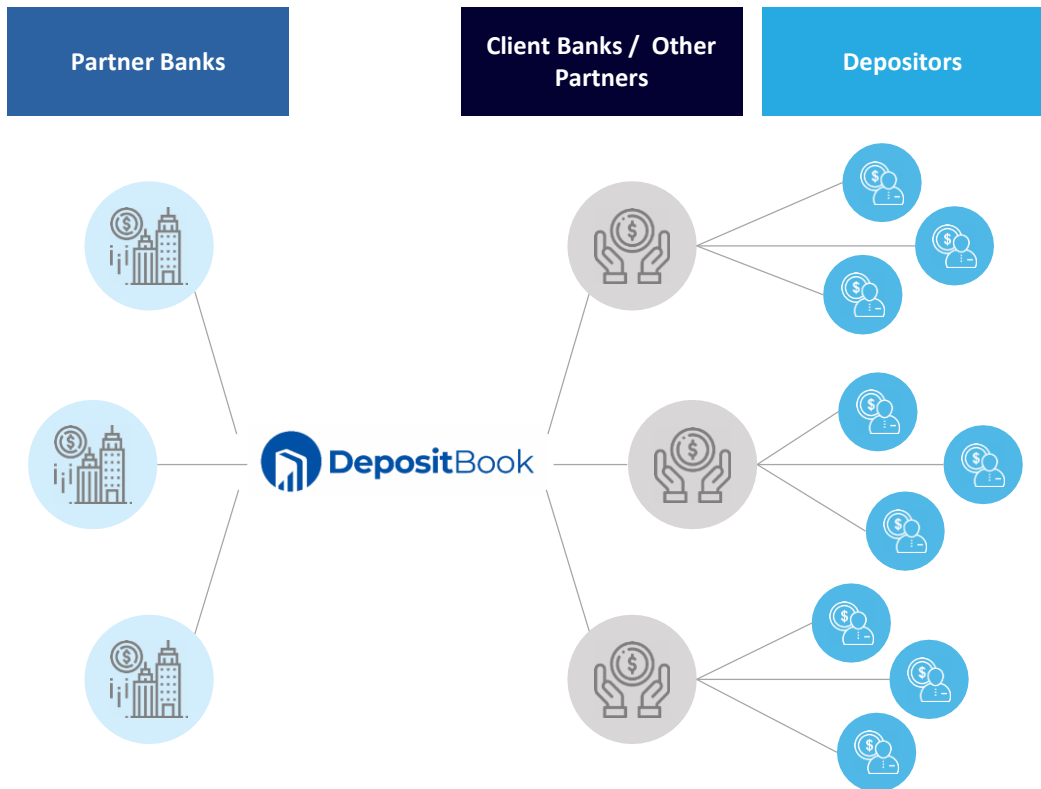 Partner Banks
Client Banks / Other
Partners
Depositors
DepositBook